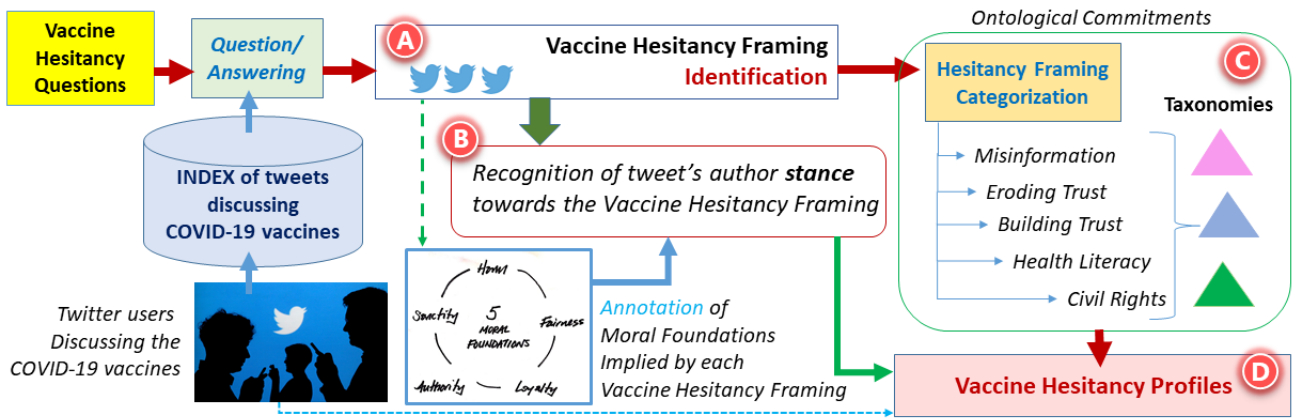 Vaccine
Hesitancy
Questions
Question/
Answering
A
Vaccine Hesitancy Framing
Identification
Ontological Commitments
C
Hesitancy Framing
Categorization
Taxonomies
Misinformation
Eroding Trust
Building Trust
Health Literacy
Civil Rights
B
Recognition of tweet's author stance
towards the Vaccine Hesitancy Framing
INDEX of tweets
discussing
COVID-19 vaccines
Twitter users
Discussing the
COVID-19 vaccines
Harm
Sanctity
5
MORAL
FOUNDATIONS
Fairness
Authority
Loyalty
Annotation of
Moral Foundations
Implied by each
Vaccine Hesitancy Framing
D
Vaccine Hesitancy Profiles